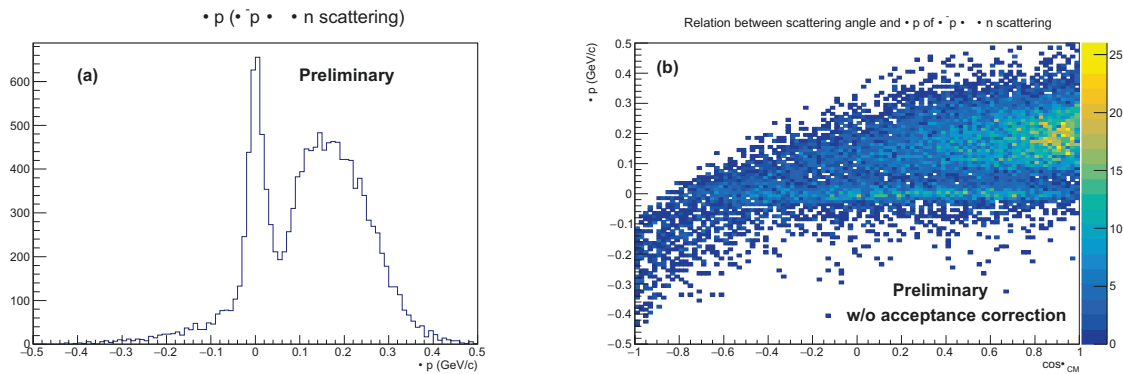 • p (•⁻p • • n scattering)
(a)
Preliminary
600
500
400
300
200
100
0
−0.5 −0.4 −0.3 −0.2 −0.1 0 0.1 0.2 0.3 0.4 0.5
• p (GeV/c)
Relation between scattering angle and • p of •⁻p • • n scattering
• p (GeV/c)
(b)
0.5
0.4
0.3
0.2
0.1
0
−0.1
−0.2
−0.3
−0.4
−0.5
Preliminary
w/o acceptance correction
−1 −0.8 −0.6 −0.4 −0.2 0 0.2 0.4 0.6 0.8 1
cos•CM
25
20
15
10
5
0